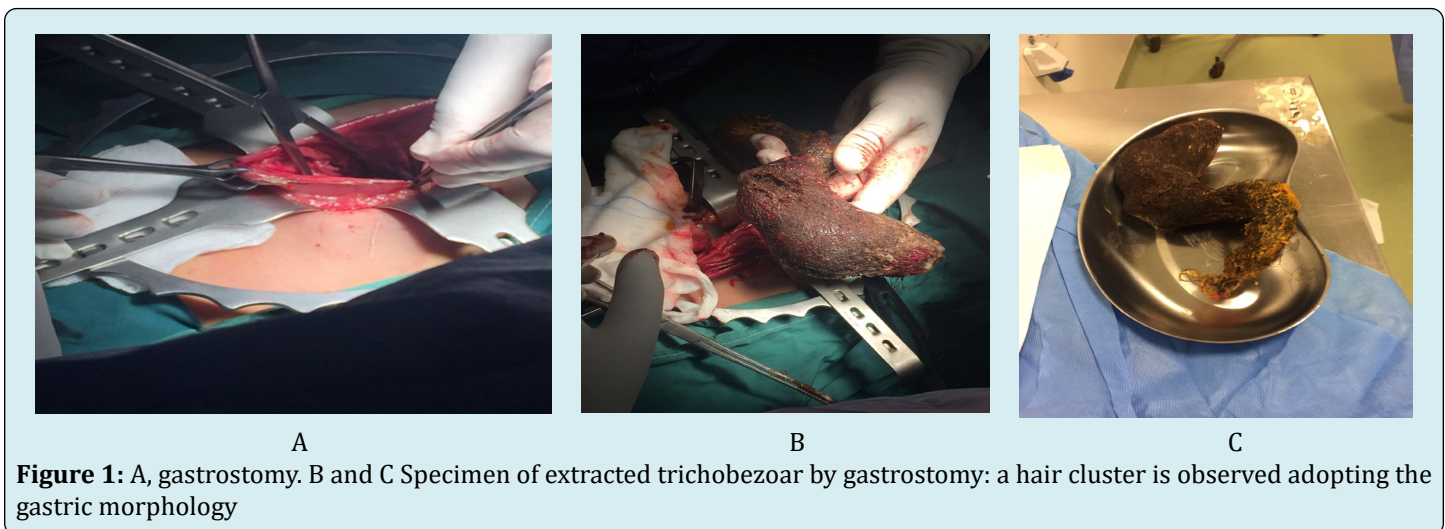 A
B
C
Figure 1: A, gastrostomy. B and C Specimen of extracted trichobezoar by gastrostomy: a hair cluster is observed adopting the
gastric morphology